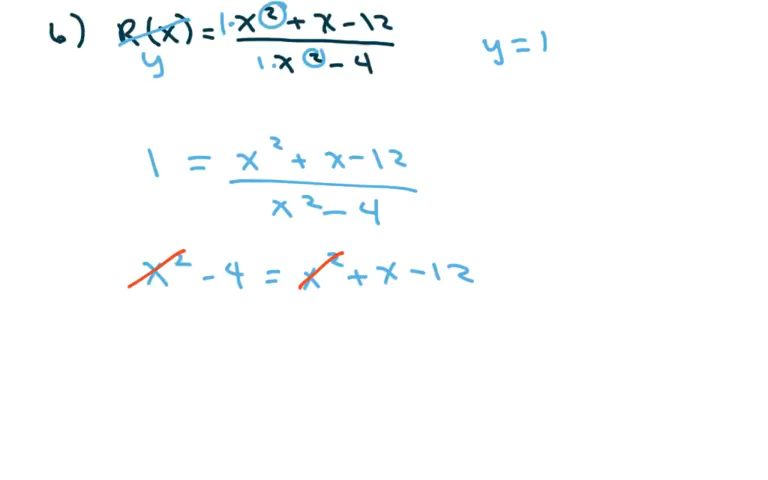 6) R(x) = 1·x² + x - 12 / 1·x² - 4 y = 1
y
1 = x² + x - 12 / x² - 4
x² - 4 = x² + x - 12